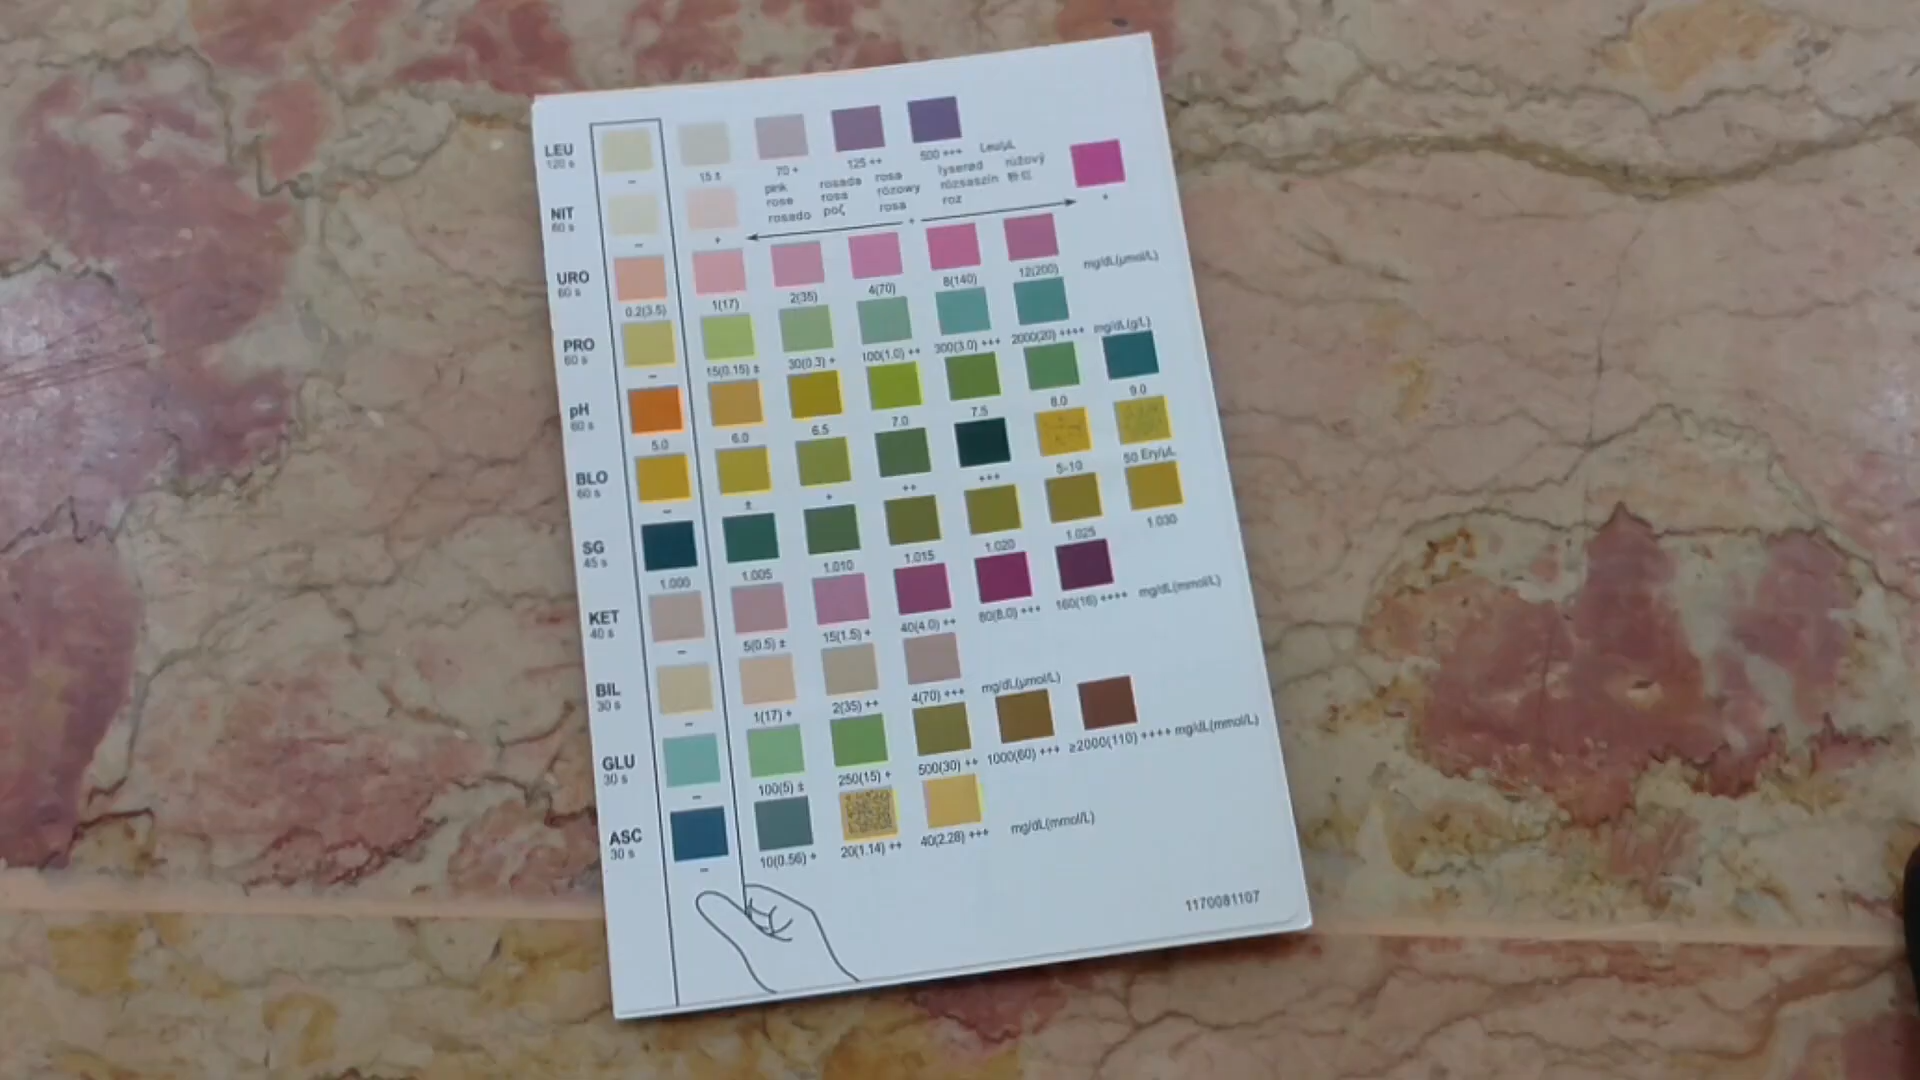 LEU
120 s
– 15 ± 70 + 125 ++ 500 +++ Leu/µL
pink rosada rosa lyserød růžový
rose rosa rózowy rózsaszín 粉红
rosado роζ rosa roz
NIT
60 s
– + + +
URO
60 s
0.2(3.5) 1(17) 2(35) 4(70) 8(140) 12(200) mg/dL(µmol/L)
PRO
60 s
– 15(0.15) ± 30(0.3) + 100(1.0) ++ 300(3.0) +++ 2000(20) ++++ mg/dL(g/L)
pH
60 s
5.0 6.0 6.5 7.0 7.5 8.0 9.0
BLO
60 s
– ± + ++ +++ 5-10 50 Ery/µL
SG
45 s
1.000 1.005 1.010 1.015 1.020 1.025 1.030
KET
40 s
– 5(0.5) ± 15(1.5) + 40(4.0) ++ 80(8.0) +++ 160(16) ++++ mg/dL(mmol/L)
BIL
30 s
– 1(17) + 2(35) ++ 4(70) +++ mg/dL(µmol/L)
GLU
30 s
– 100(5) ± 250(15) + 500(30) ++ 1000(60) +++ ≥2000(110) ++++ mg/dL(mmol/L)
ASC
30 s
– 10(0.56) + 20(1.14) ++ 40(2.28) +++ mg/dL(mmol/L)
1170081107